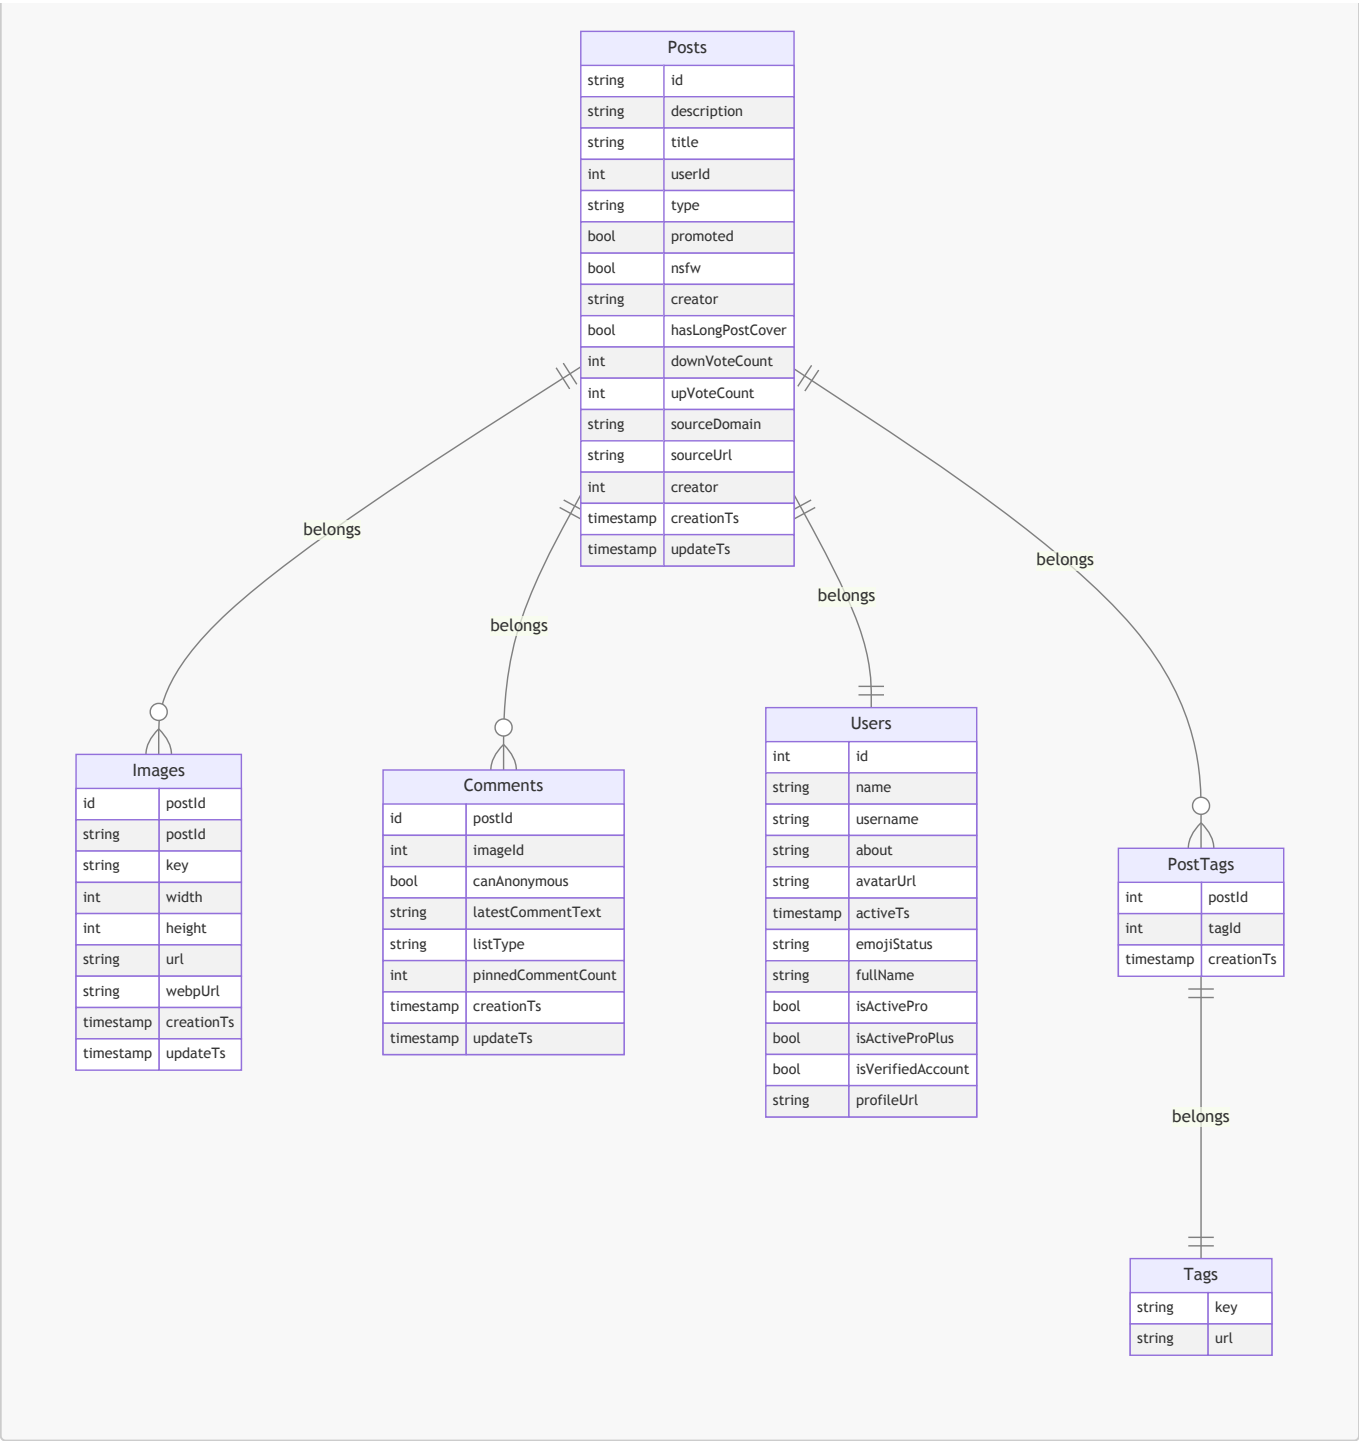 Posts
string id
string description
string title
int userId
string type
bool promoted
bool nsfw
string creator
bool hasLongPostCover
int downVoteCount
int upVoteCount
string sourceDomain
string sourceUrl
int creator
timestamp creationTs
timestamp updateTs
belongs
belongs
belongs
belongs
Images
id postId
string postId
string key
int width
int height
string url
string webpUrl
timestamp creationTs
timestamp updateTs
Comments
id postId
int imageId
bool canAnonymous
string latestCommentText
string listType
int pinnedCommentCount
timestamp creationTs
timestamp updateTs
Users
int id
string name
string username
string about
string avatarUrl
timestamp activeTs
string emojiStatus
string fullName
bool isActivePro
bool isActiveProPlus
bool isVerifiedAccount
string profileUrl
PostTags
int postId
int tagId
timestamp creationTs
belongs
Tags
string key
string url